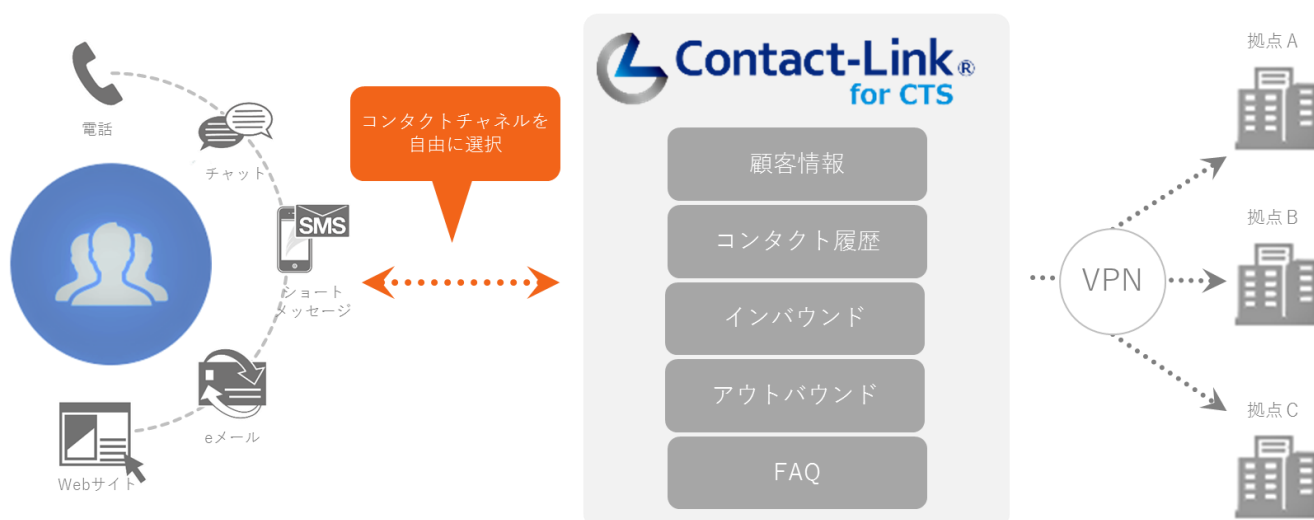 電話
チャット
SMS
ショート
メッセージ
eメール
Webサイト
コンタクトチャネルを
自由に選択
Contact-Link®
for CTS
顧客情報
コンタクト履歴
インバウンド
アウトバウンド
FAQ
VPN
拠点A
拠点B
拠点C